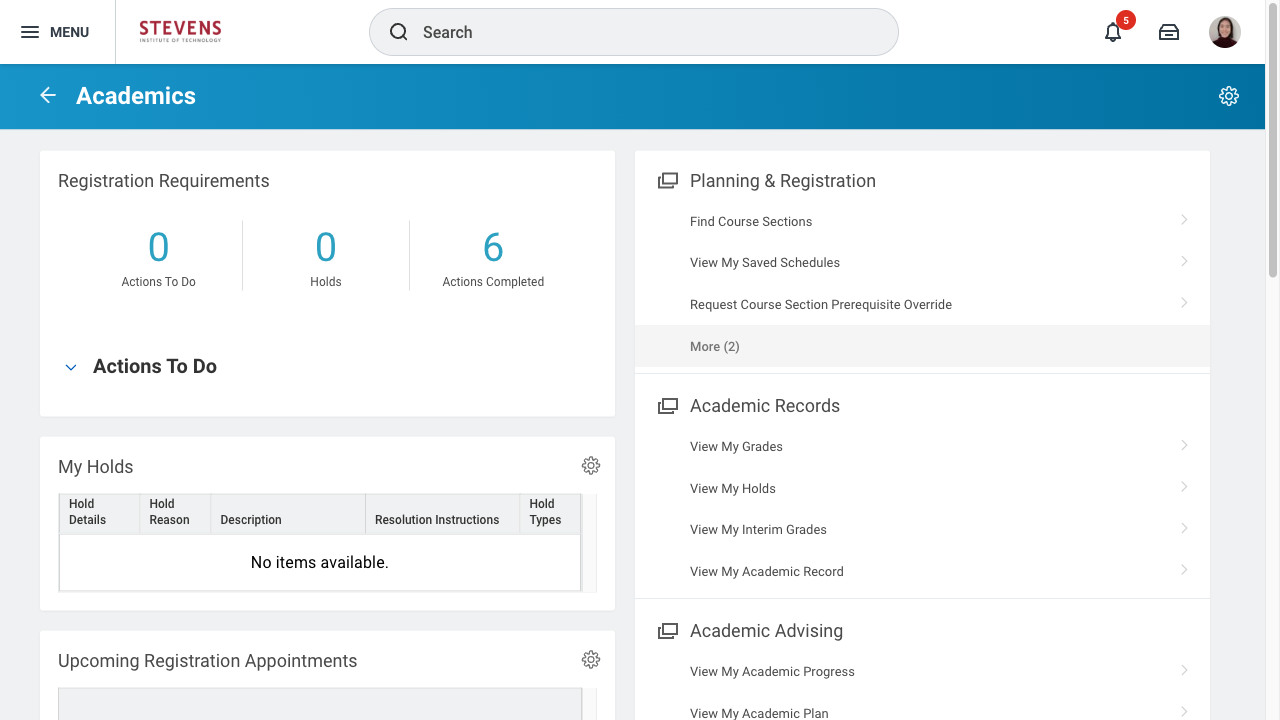 MENU
STEVENS
INSTITUTE OF TECHNOLOGY
Search
5
Academics
Registration Requirements
0
Actions To Do
0
Holds
6
Actions Completed
Actions To Do
My Holds
Hold Details
Hold Reason
Description
Resolution Instructions
Hold Types
No items available.
Upcoming Registration Appointments
Planning & Registration
Find Course Sections
View My Saved Schedules
Request Course Section Prerequisite Override
More (2)
Academic Records
View My Grades
View My Holds
View My Interim Grades
View My Academic Record
Academic Advising
View My Academic Progress
View My Academic Plan